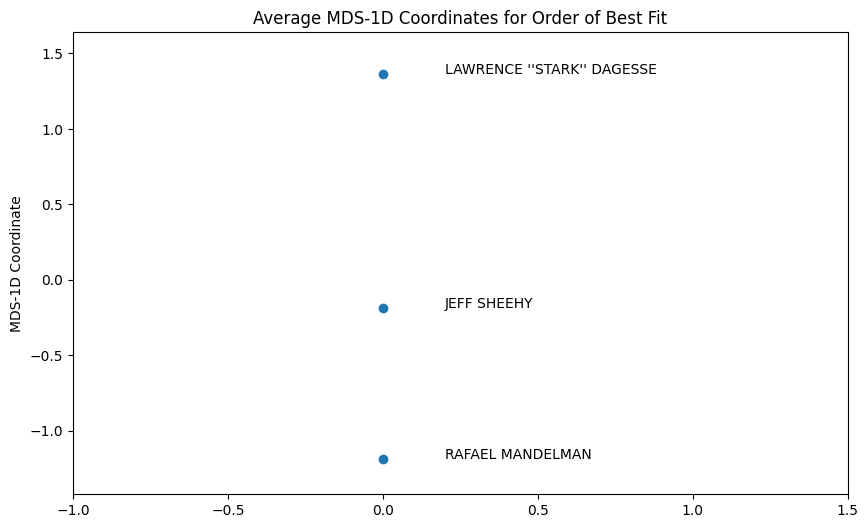 Average MDS-1D Coordinates for Order of Best Fit
1.5
LAWRENCE ''STARK'' DAGESSE
1.0
0.5
MDS-1D Coordinate
0.0
JEFF SHEEHY
−0.5
−1.0
RAFAEL MANDELMAN
−1.0 −0.5 0.0 0.5 1.0 1.5